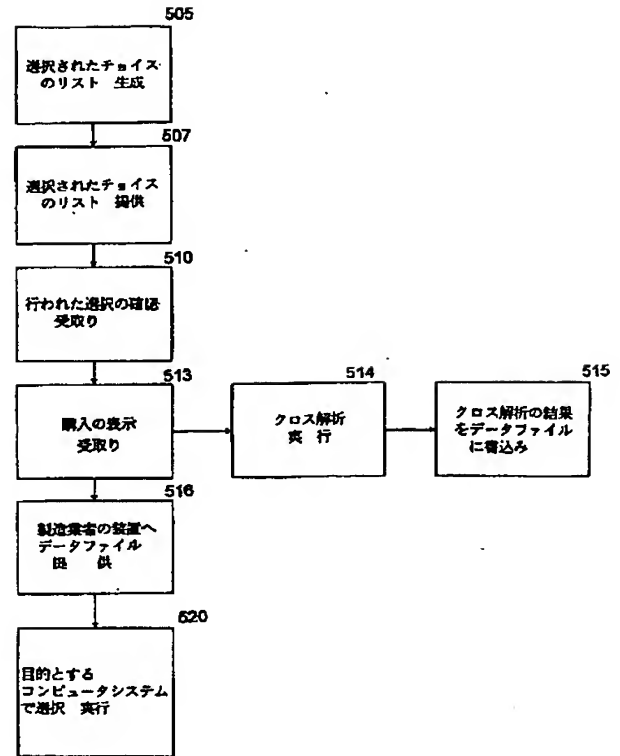 505
選択されたチョイス
のリスト 生成
507
選択されたチョイス
のリスト 提供
510
行われた選択の確認
受取り
513
購入の表示
受取り
514
クロス解析
実 行
515
クロス解析の結果
をデータファイル
に書込み
516
製造業者の装置へ
データファイル
提 供
520
目的とする
コンピュータシステム
で選択 実行